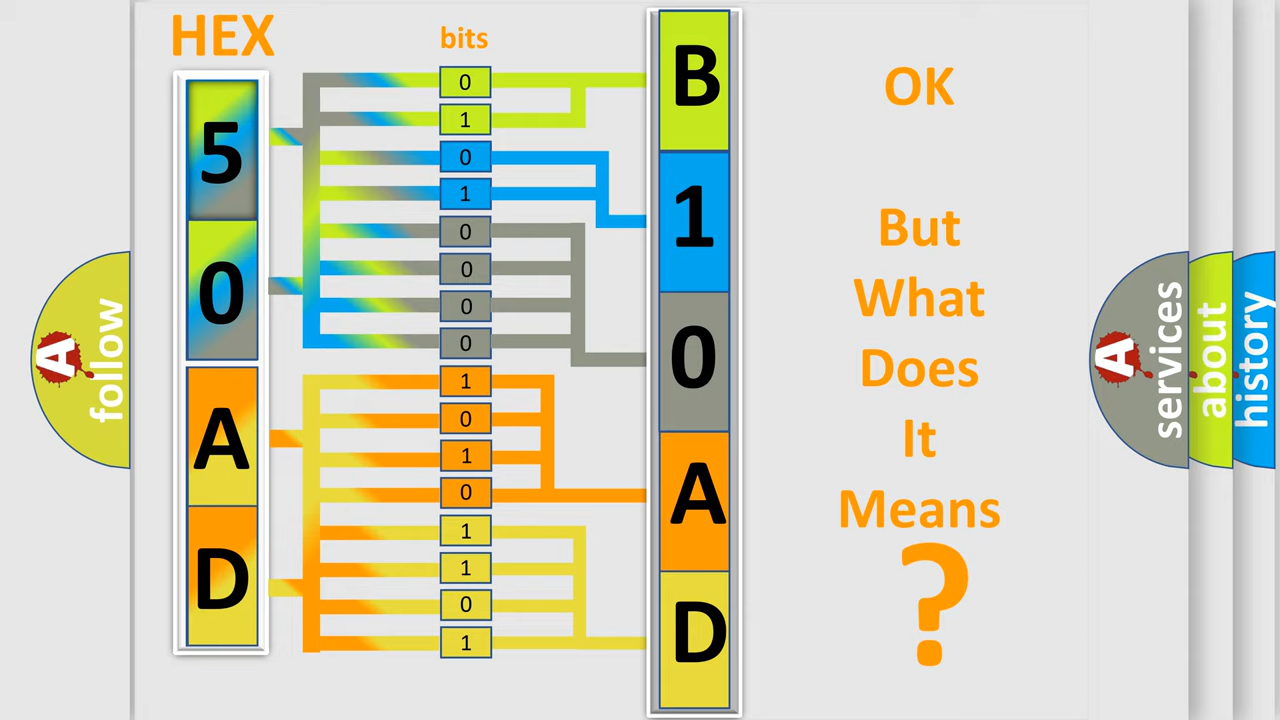 HEX
bits
5
0
A
D
0
1
0
1
0
0
0
0
1
0
1
0
1
1
0
1
B
1
0
A
D
OK
But
What
Does
It
Means
?
A
follow
A
services
about
history